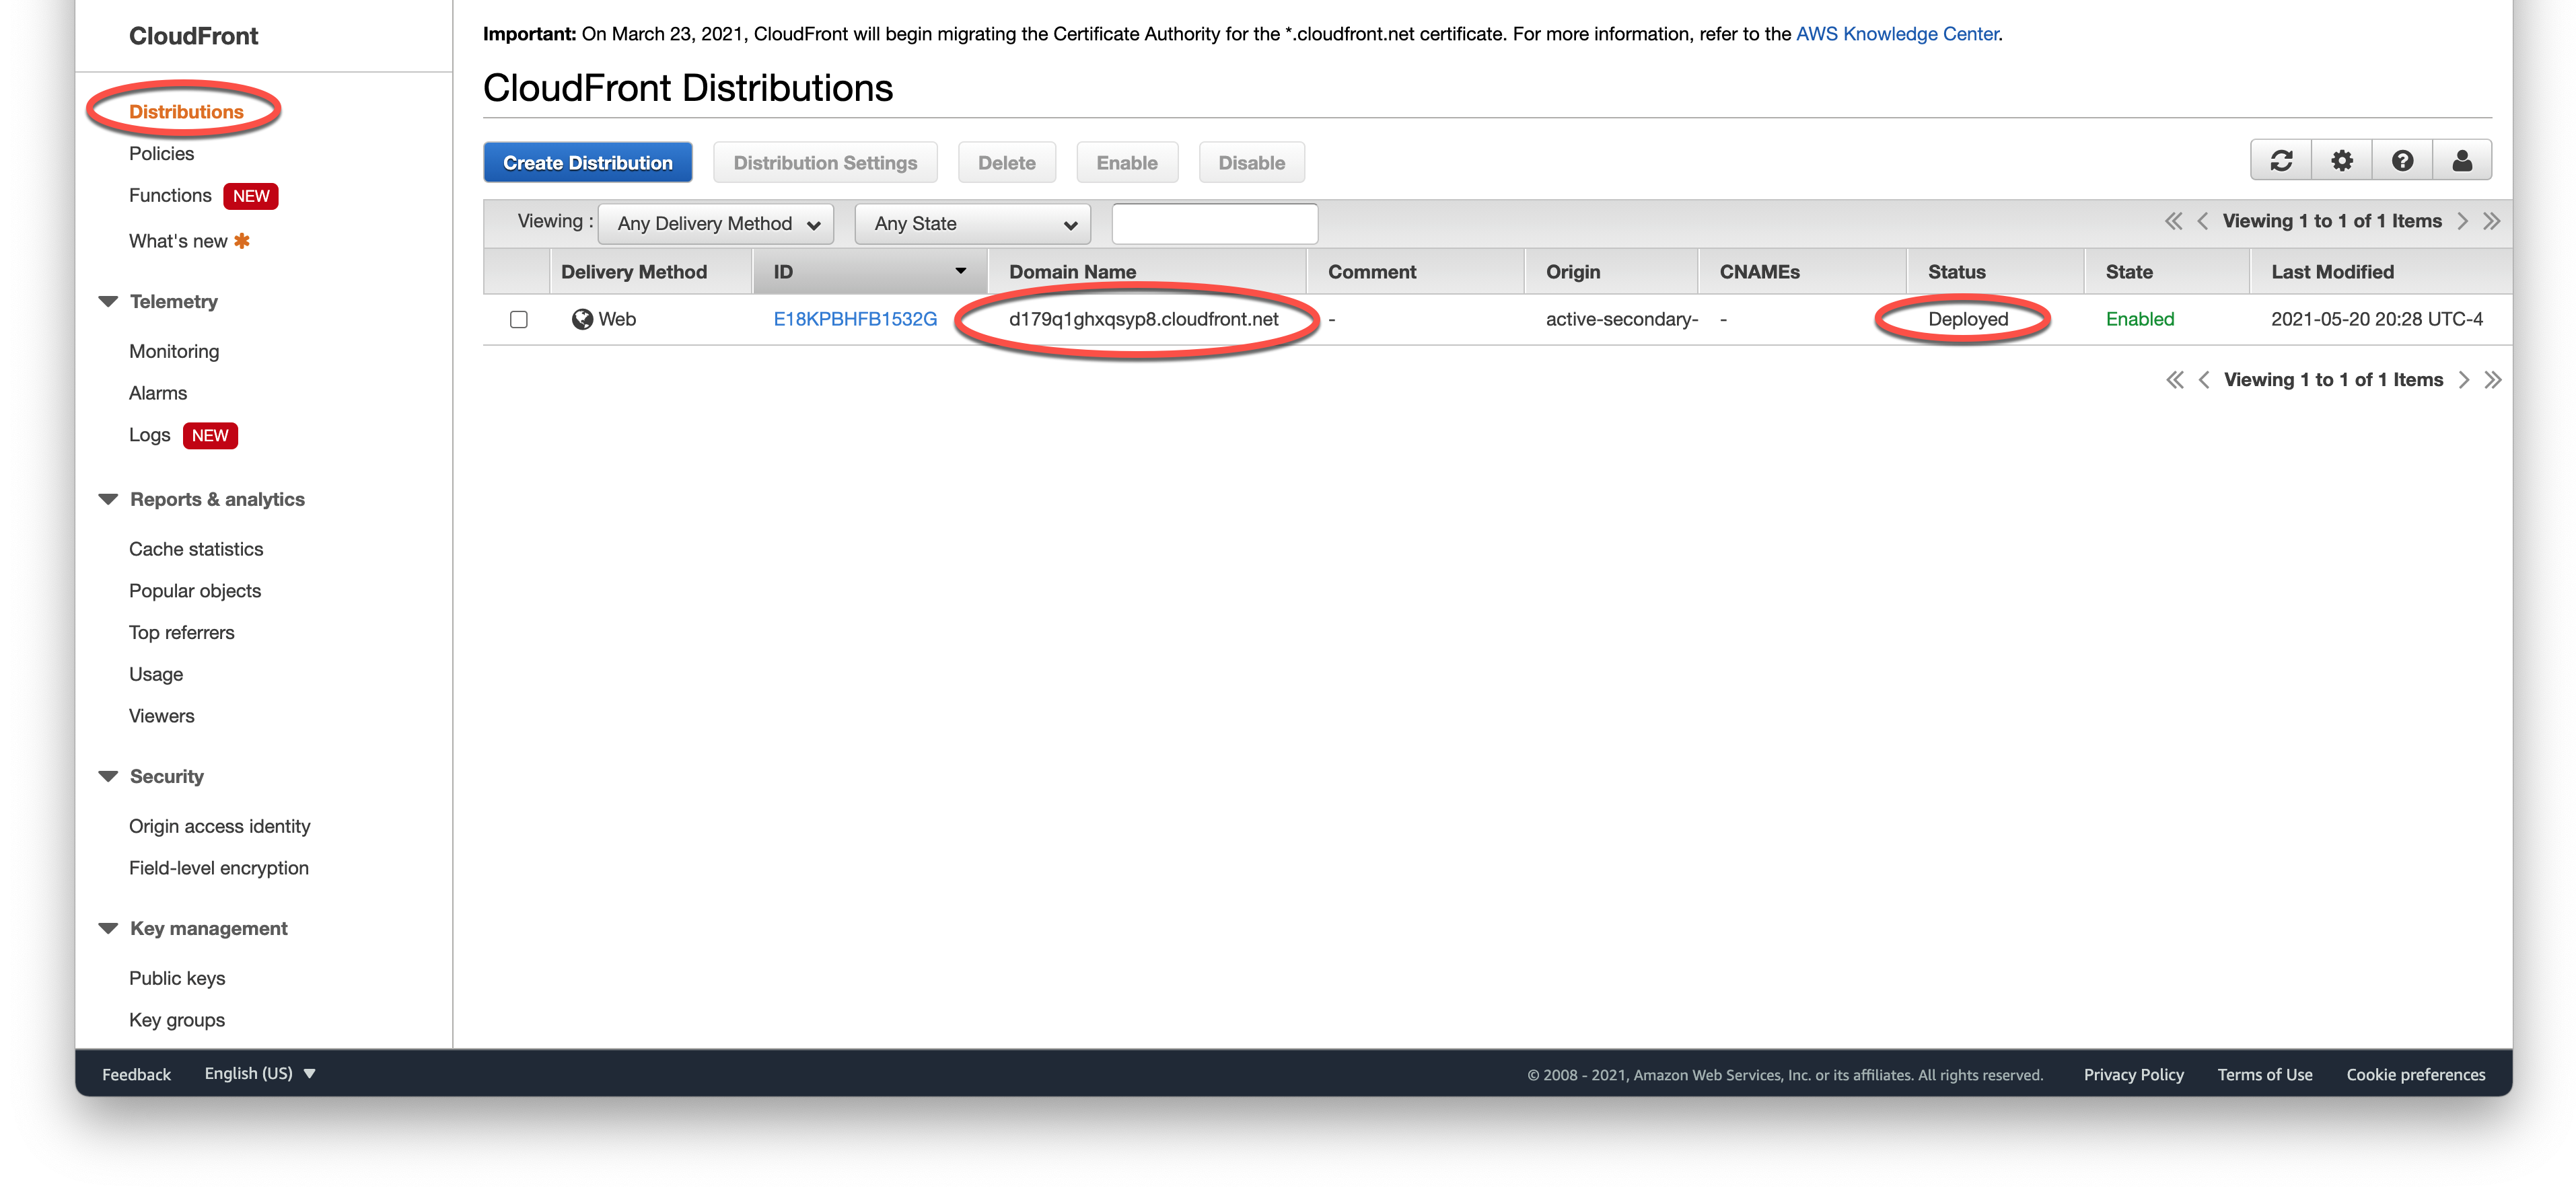 CloudFront
Important: On March 23, 2021, CloudFront will begin migrating the Certificate Authority for the *.cloudfront.net certificate. For more information, refer to the AWS Knowledge Center.
CloudFront Distributions
Distributions
Policies
Functions NEW
What's new
Telemetry
Monitoring
Alarms
Logs NEW
Reports & analytics
Cache statistics
Popular objects
Top referrers
Usage
Viewers
Security
Origin access identity
Field-level encryption
Key management
Public keys
Key groups
Create Distribution Distribution Settings Delete Enable Disable
Viewing : Any Delivery Method Any State Viewing 1 to 1 of 1 Items
Delivery Method ID Domain Name Comment Origin CNAMEs Status State Last Modified
Web E18KPBHFB1532G d179q1ghxqsyp8.cloudfront.net - active-secondary- - Deployed Enabled 2021-05-20 20:28 UTC-4
Viewing 1 to 1 of 1 Items
Feedback English (US) © 2008 - 2021, Amazon Web Services, Inc. or its affiliates. All rights reserved. Privacy Policy Terms of Use Cookie preferences